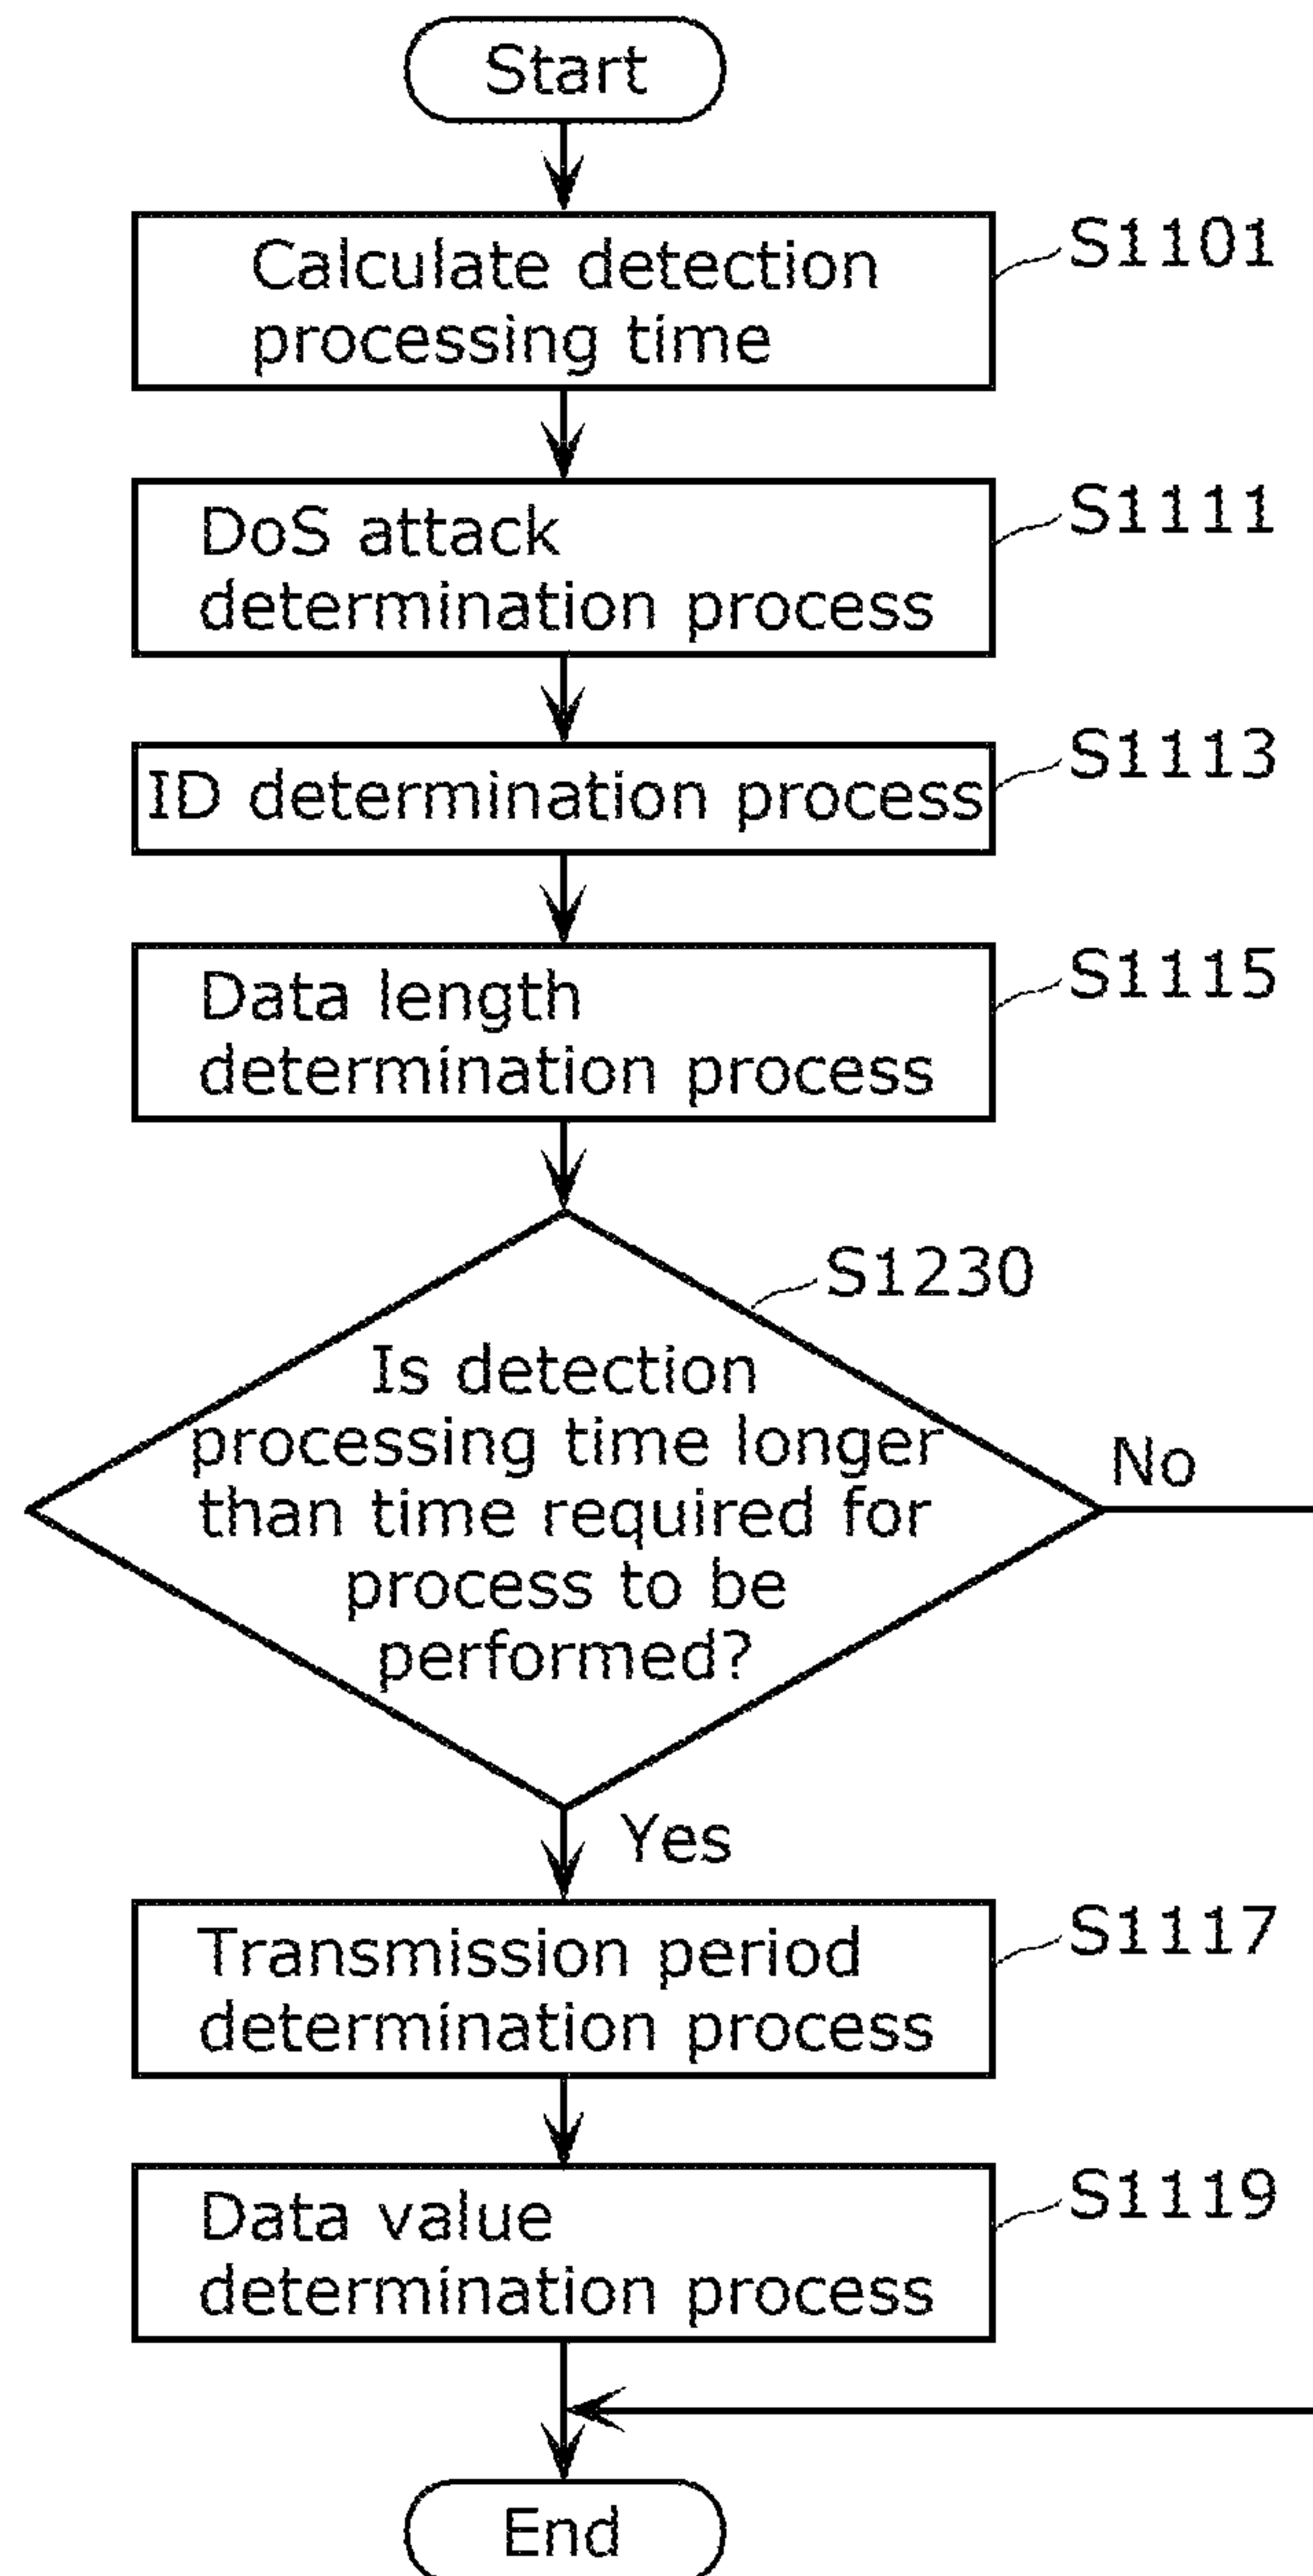 Start
Calculate detection
processing time
S1101
DoS attack
determination process
S1111
ID determination process
S1113
Data length
determination process
S1115
S1230
Is detection
processing time longer
than time required for
process to be
performed?
No
Yes
Transmission period
determination process
S1117
Data value
determination process
S1119
End